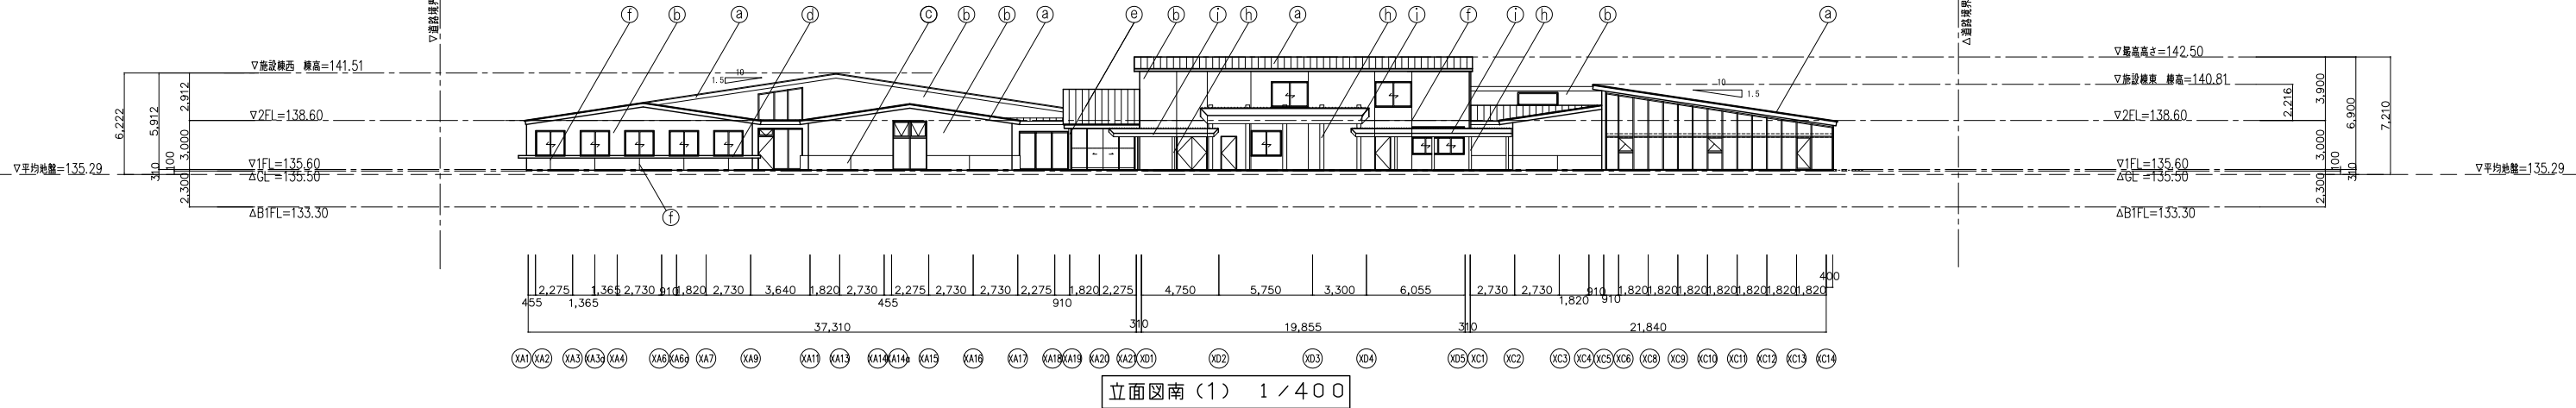 ⓕ ⓑ ⓐ ⓓ ⓒ ⓑ ⓑ ⓐ ⓔ ⓑ ⓘ ⓗ ⓐ ⓗ ⓘ ⓕ ⓘ ⓗ ⓑ ⓐ
▽道路境界
△道路境界
▽施設棟西 棟高=141.51
▽2FL=138.60
▽1FL=135.60
△GL =135.50
△B1FL=133.30
▽平均地盤=135.29
6,222
5,912
310
2,912
3,000
100
2,300
10
1.5
10
1.5
ⓕ
▽最高高さ=142.50
▽施設棟東 棟高=140.81
▽2FL=138.60
▽1FL=135.60
△GL =135.50
△B1FL=133.30
▽平均地盤=135.29
2,216
3,900
3,000
100
2,300
6,900
310
7,210
455 2,275 1,365 1,365 2,730 910 1,820 2,730 3,640 1,820 2,730 455 2,275 2,730 2,730 2,275 910 1,820 2,275 4,750 5,750 3,300 6,055 2,730 2,730 1,820 910 910 1,820 1,820 1,820 1,820 1,820 1,820 1,820 400
37,310 310 19,855 310 21,840
XA1 XA2 XA3 XA3a XA4 XA6 XA6a XA7 XA9 XA11 XA13 XA14 XA14a XA15 XA16 XA17 XA18 XA19 XA20 XA21 XD1 XD2 XD3 XD4 XD5 XC1 XC2 XC3 XC4 XC5 XC6 XC8 XC9 XC10 XC11 XC12 XC13 XC14
立面図南（1） 1/400